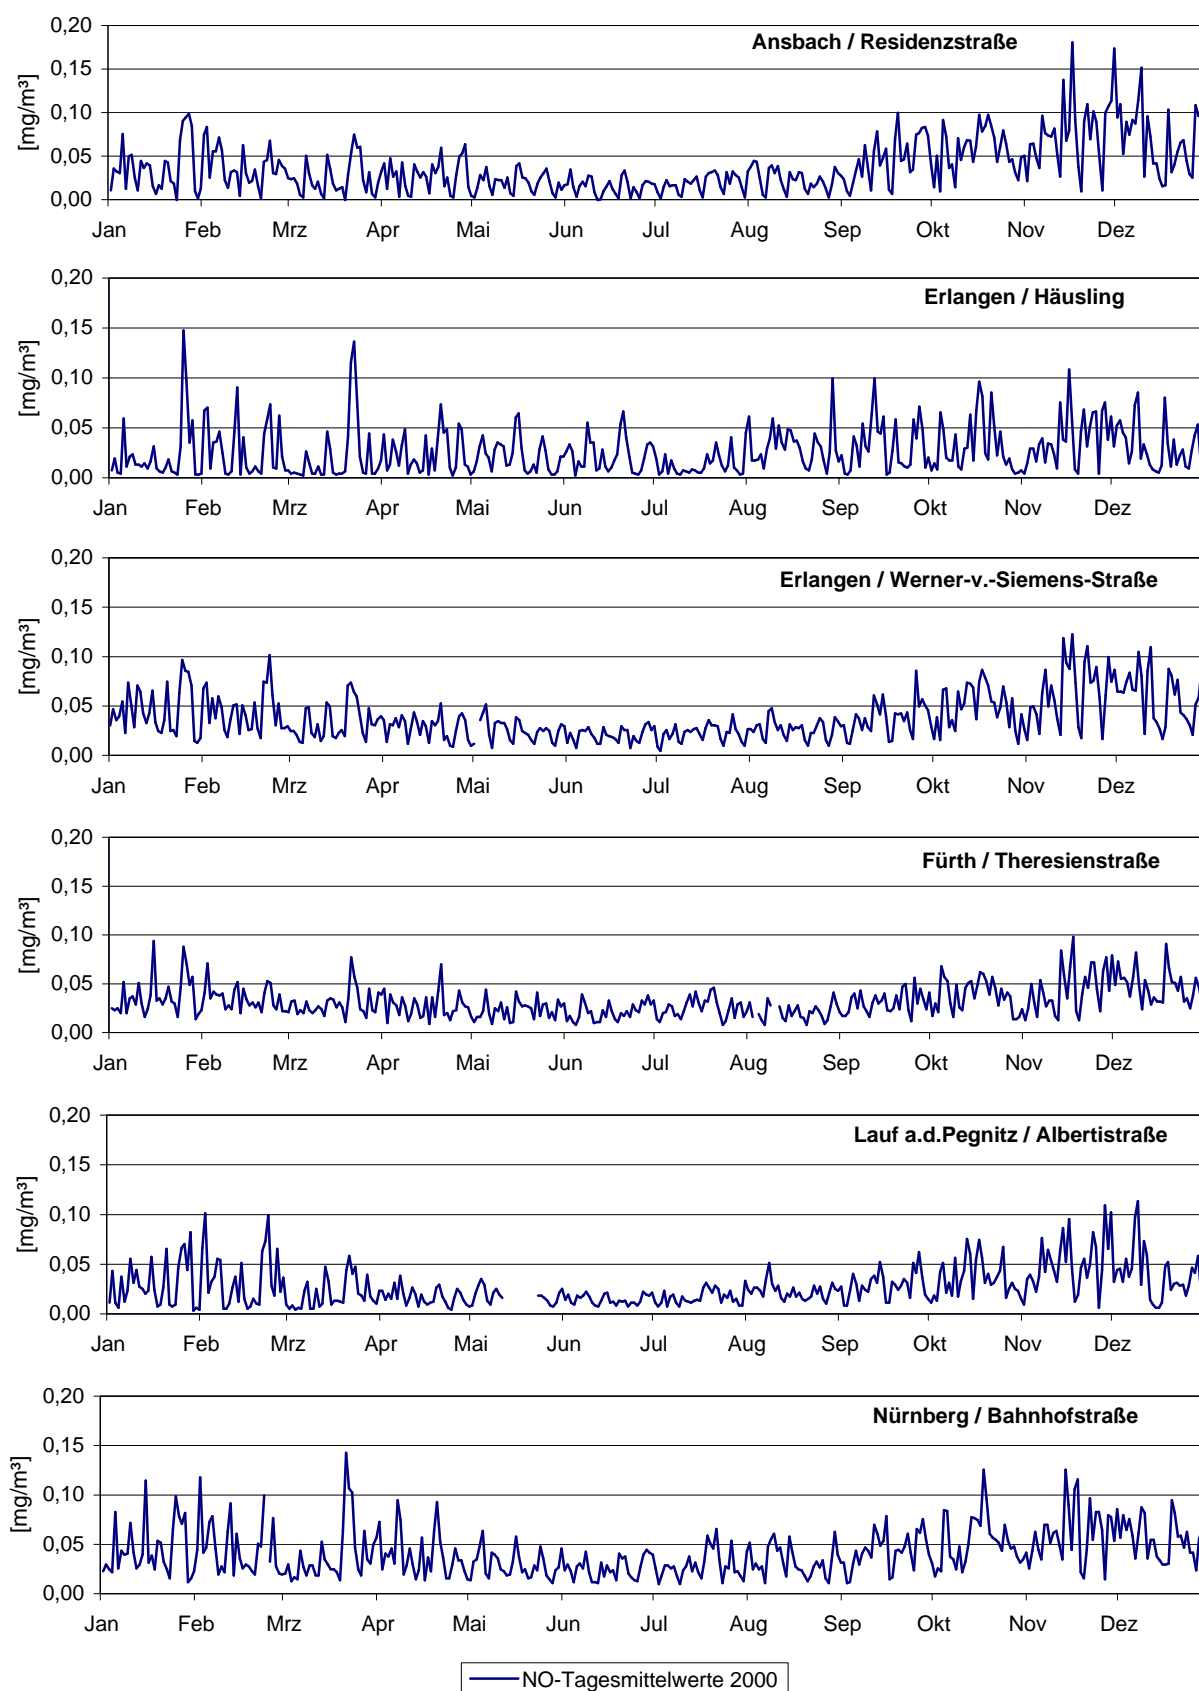 Ansbach / Residenzstraße
[mg/m³]
0,20
0,15
0,10
0,05
0,00
Jan Feb Mrz Apr Mai Jun Jul Aug Sep Okt Nov Dez
Erlangen / Häusling
[mg/m³]
0,20
0,15
0,10
0,05
0,00
Jan Feb Mrz Apr Mai Jun Jul Aug Sep Okt Nov Dez
Erlangen / Werner-v.-Siemens-Straße
[mg/m³]
0,20
0,15
0,10
0,05
0,00
Jan Feb Mrz Apr Mai Jun Jul Aug Sep Okt Nov Dez
Fürth / Theresienstraße
[mg/m³]
0,20
0,15
0,10
0,05
0,00
Jan Feb Mrz Apr Mai Jun Jul Aug Sep Okt Nov Dez
Lauf a.d.Pegnitz / Albertistraße
[mg/m³]
0,20
0,15
0,10
0,05
0,00
Jan Feb Mrz Apr Mai Jun Jul Aug Sep Okt Nov Dez
Nürnberg / Bahnhofstraße
[mg/m³]
0,20
0,15
0,10
0,05
0,00
Jan Feb Mrz Apr Mai Jun Jul Aug Sep Okt Nov Dez
NO-Tagesmittelwerte 2000